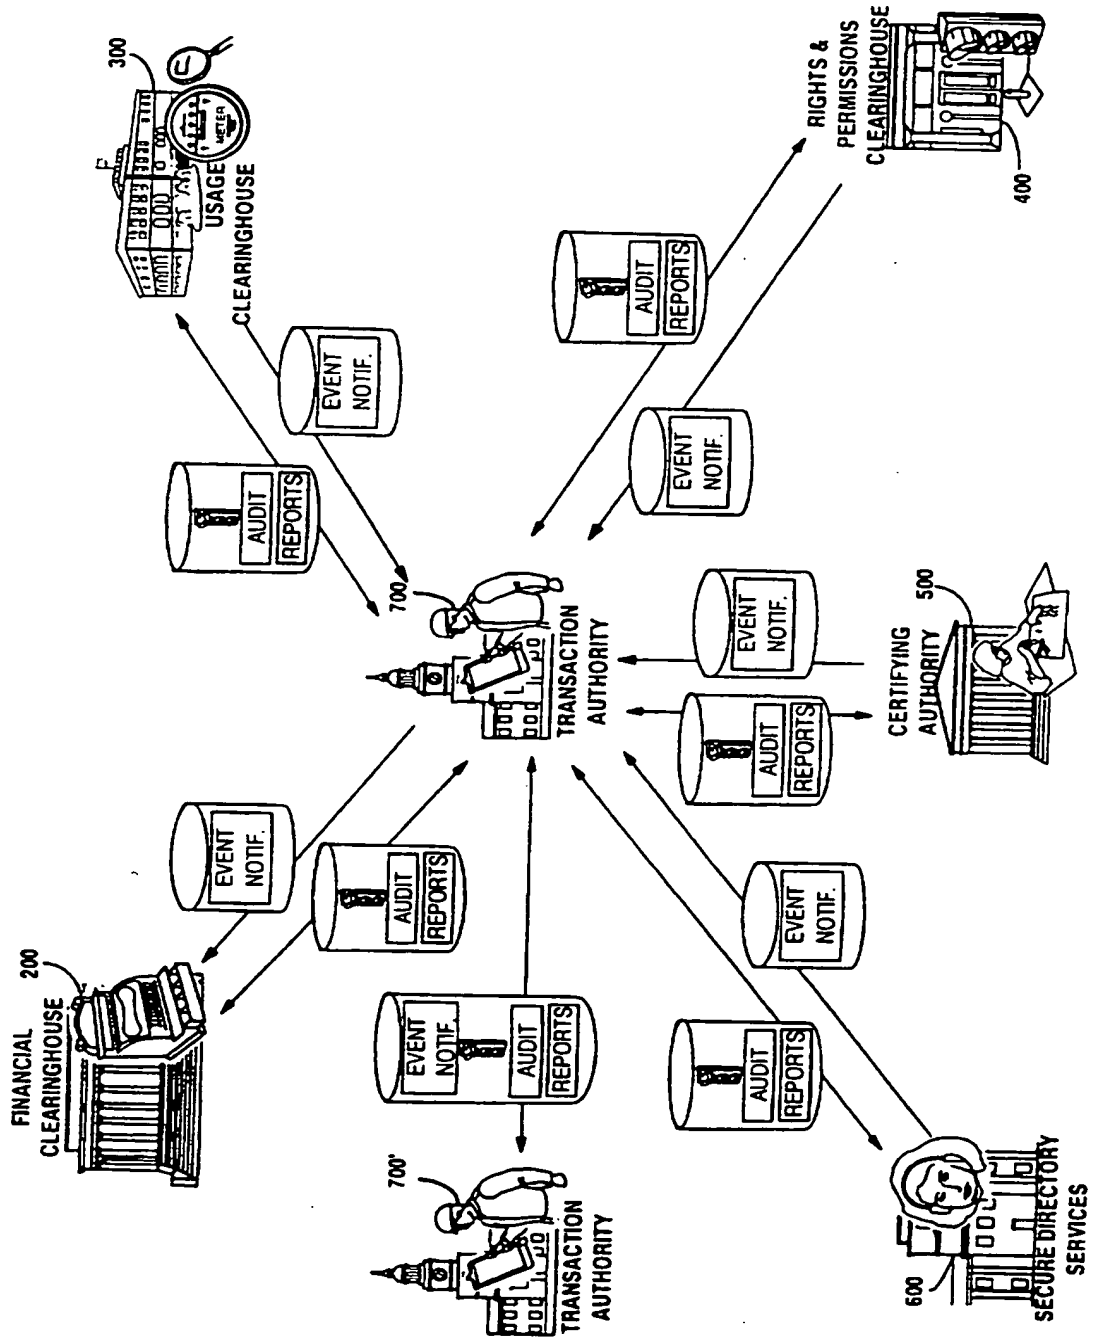 FINANCIAL
CLEARINGHOUSE
200
EVENT
NOTIF.
AUDIT
REPORTS
300
METER
USAGE
CLEARINGHOUSE
EVENT
NOTIF.
AUDIT
REPORTS
700'
TRANSACTION
AUTHORITY
EVENT
NOTIF.
AUDIT
REPORTS
700
TRANSACTION
AUTHORITY
AUDIT
REPORTS
EVENT
NOTIF.
RIGHTS &
PERMISSIONS
CLEARINGHOUSE
400
600
SECURE DIRECTORY
SERVICES
AUDIT
REPORTS
EVENT
NOTIF.
AUDIT
REPORTS
EVENT
NOTIF.
CERTIFYING
AUTHORITY
500